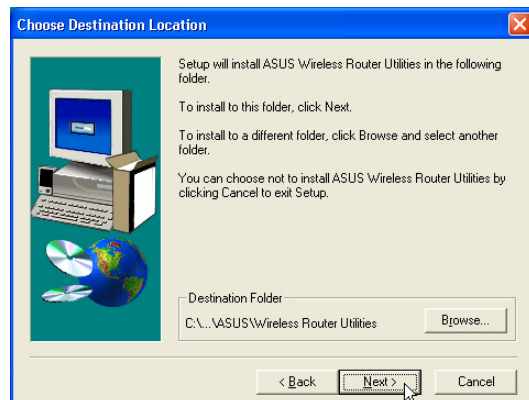 Choose Destination Location
Setup will install ASUS Wireless Router Utilities in the following
folder.
To install to this folder, click Next.
To install to a different folder, click Browse and select another
folder.
You can choose not to install ASUS Wireless Router Utilities by
clicking Cancel to exit Setup.
Destination Folder
C:\...\ASUS\Wireless Router Utilities
Browse...
< Back
Next >
Cancel